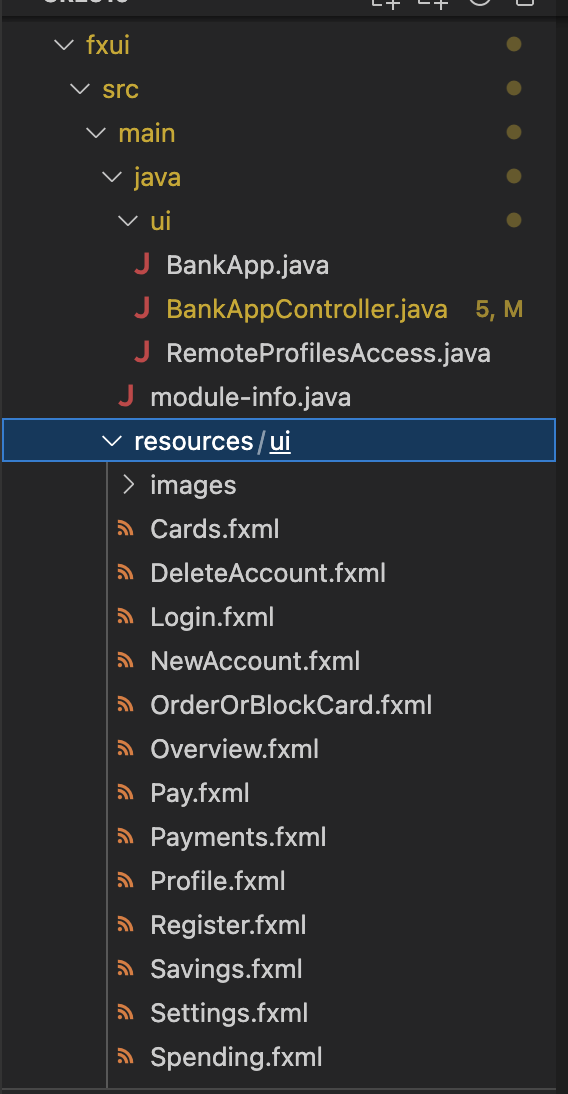 fxui
src
main
java
ui
BankApp.java
BankAppController.java 5, M
RemoteProfilesAccess.java
module-info.java
resources/ui
images
Cards.fxml
DeleteAccount.fxml
Login.fxml
NewAccount.fxml
OrderOrBlockCard.fxml
Overview.fxml
Pay.fxml
Payments.fxml
Profile.fxml
Register.fxml
Savings.fxml
Settings.fxml
Spending.fxml